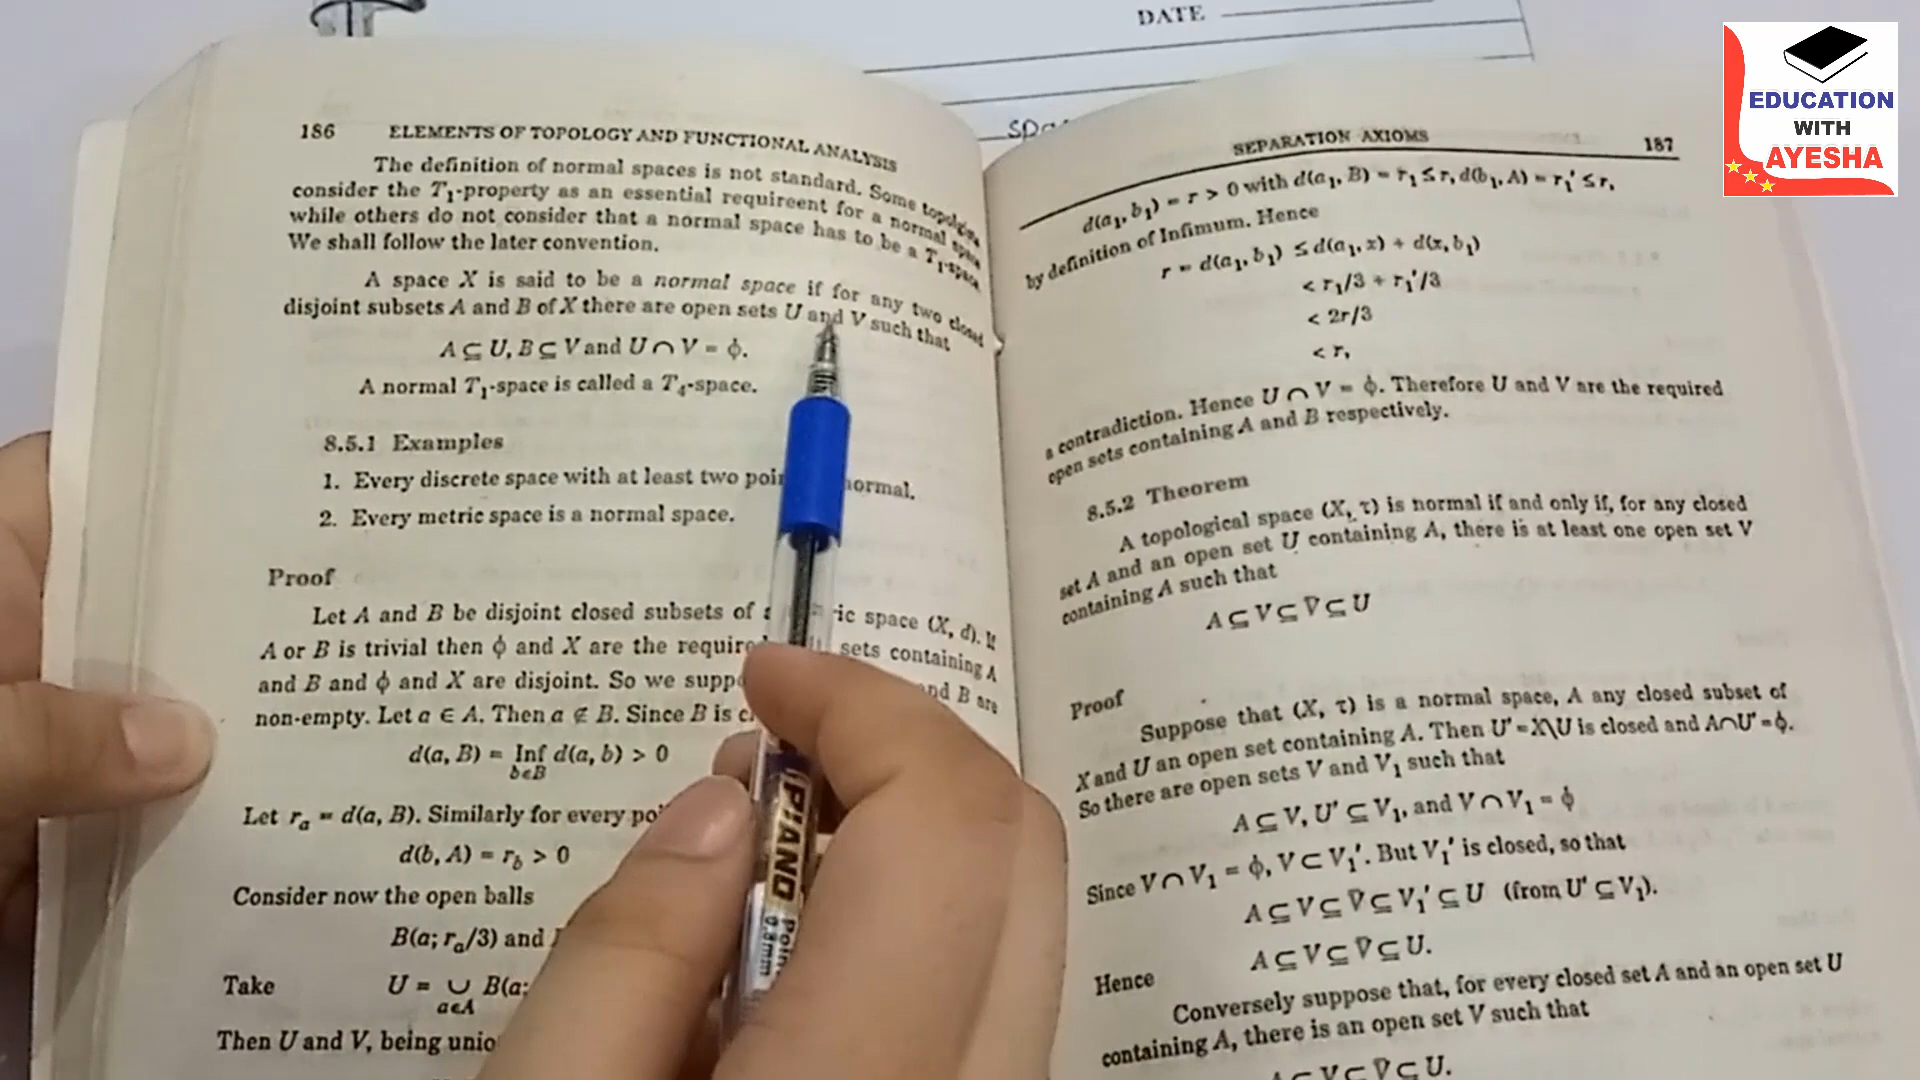 DATE
EDUCATION
WITH
AYESHA
spa
186 ELEMENTS OF TOPOLOGY AND FUNCTIONAL ANALYSIS
The definition of normal spaces is not standard. Some topolgists
consider the T₁-property as an essential requireent for a normal space
while others do not consider that a normal space has to be a T₁-space.
We shall follow the later convention.
A space X is said to be a normal space if for any two closed
disjoint subsets A and B of X there are open sets U and V such that
A ⊆ U, B ⊆ V and U ∩ V = ϕ.
A normal T₁-space is called a T₄-space.
8.5.1 Examples
1. Every discrete space with at least two poi normal.
2. Every metric space is a normal space.
Proof
Let A and B be disjoint closed subsets of a ric space (X, d). If
A or B is trivial then ϕ and X are the require sets containing A
and B and ϕ and X are disjoint. So we supp and B are
non-empty. Let a ∈ A. Then a ∉ B. Since B is c
d(a, B) = Inf d(a, b) > 0
b∈B
Let rₐ = d(a, B). Similarly for every poi
d(b, A) = r_b > 0
Consider now the open balls
B(a; rₐ/3) and
Take U = ∪ B(a;
a∈A
Then U and V, being unio
SEPARATION AXIOMS 187
d(a₁, b₁) = r > 0 with d(a₁, B) = r₁ ≤ r, d(b₁, A) = r₁′ ≤ r,
by definition of Infimum. Hence
r = d(a₁, b₁) ≤ d(a₁, x) + d(x, b₁)
< r₁/3 + r₁′/3
< 2r/3
< r,
a contradiction. Hence U ∩ V = ϕ. Therefore U and V are the required
open sets containing A and B respectively.
8.5.2 Theorem
A topological space (X, τ) is normal if and only if, for any closed
set A and an open set U containing A, there is at least one open set V
containing A such that
A ⊆ V ⊆ V̄ ⊆ U
Proof
Suppose that (X, τ) is a normal space, A any closed subset of
X and U an open set containing A. Then U′ = X\U is closed and A∩U′ = ϕ.
So there are open sets V and V₁ such that
A ⊆ V, U′ ⊆ V₁, and V ∩ V₁ = ϕ
Since V ∩ V₁ = ϕ, V ⊂ V₁′. But V₁′ is closed, so that
A ⊆ V ⊆ V̄ ⊆ V₁′ ⊆ U (from U′ ⊆ V₁).
Hence A ⊆ V ⊆ V̄ ⊆ U.
Conversely suppose that, for every closed set A and an open set U
containing A, there is an open set V such that
A ⊆ V ⊆ V̄ ⊆ U.
PIANO
Point
0.8mm